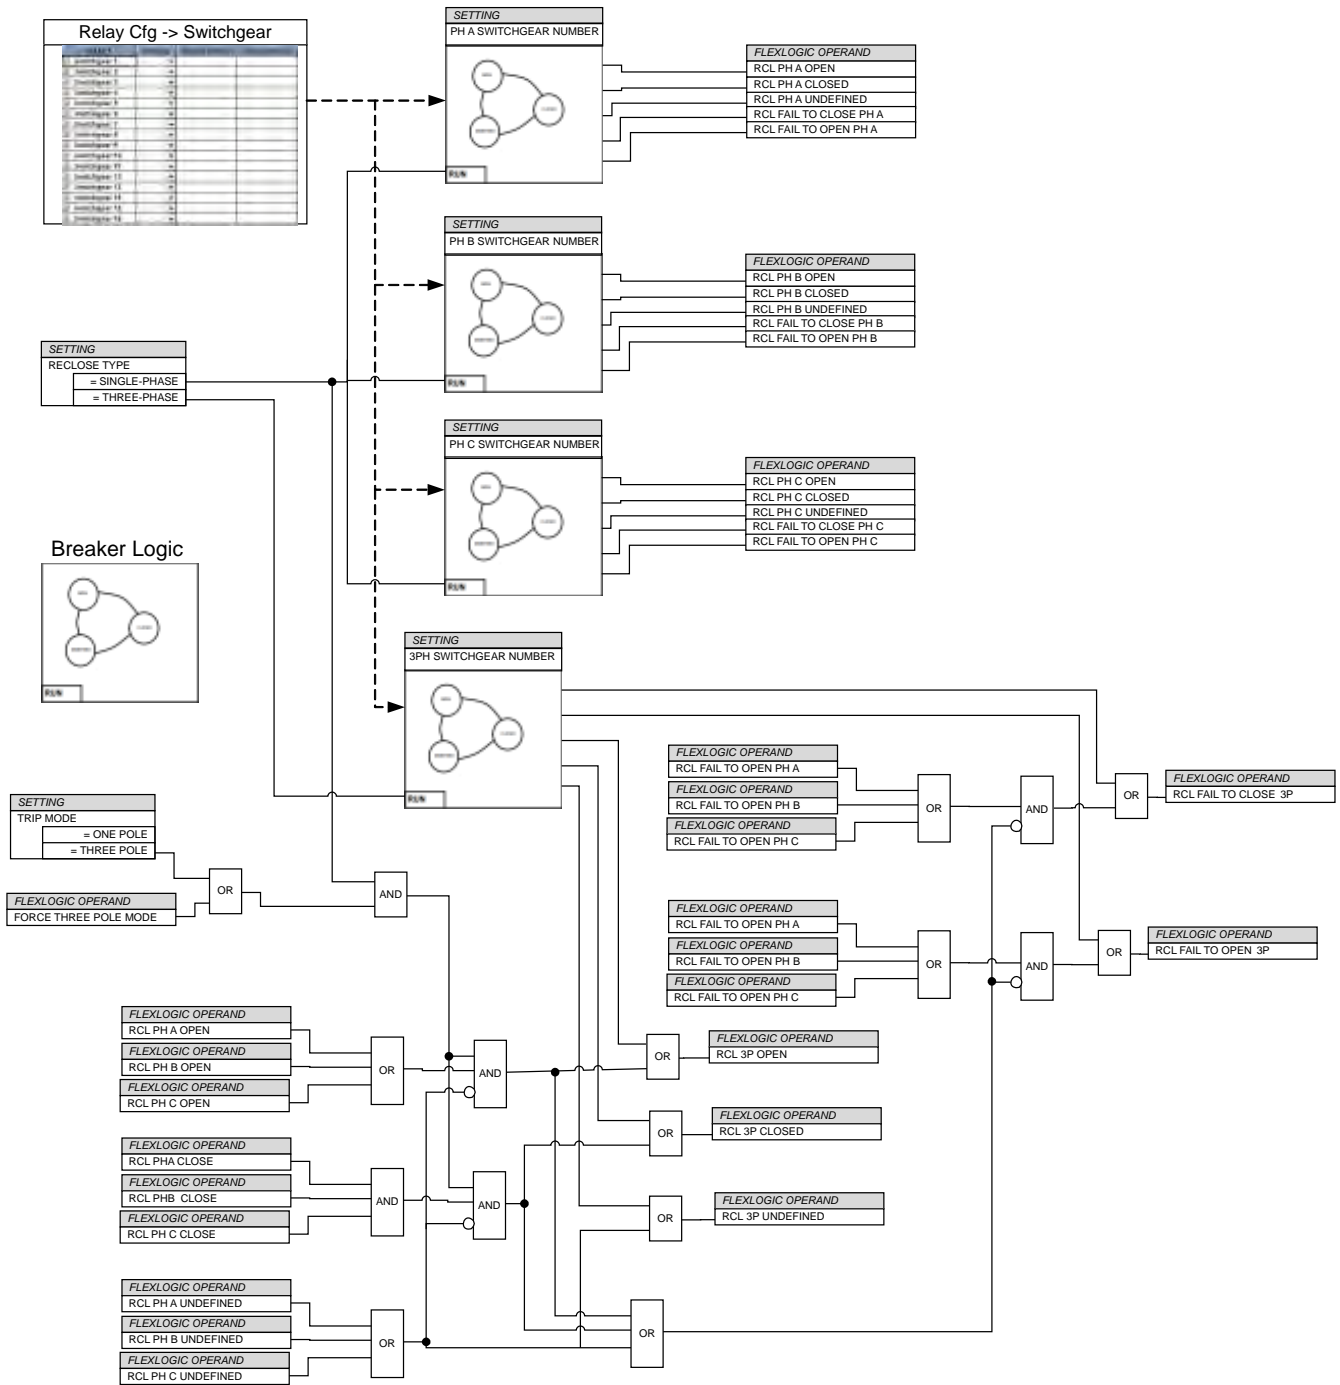 Relay Cfg -> Switchgear
SETTING
PH A SWITCHGEAR NUMBER
RUN
FLEXLOGIC OPERAND
RCL PH A OPEN
RCL PH A CLOSED
RCL PH A UNDEFINED
RCL FAIL TO CLOSE PH A
RCL FAIL TO OPEN PH A
SETTING
PH B SWITCHGEAR NUMBER
RUN
FLEXLOGIC OPERAND
RCL PH B OPEN
RCL PH B CLOSED
RCL PH B UNDEFINED
RCL FAIL TO CLOSE PH B
RCL FAIL TO OPEN PH B
SETTING
RECLOSE TYPE
= SINGLE-PHASE
= THREE-PHASE
SETTING
PH C SWITCHGEAR NUMBER
RUN
FLEXLOGIC OPERAND
RCL PH C OPEN
RCL PH C CLOSED
RCL PH C UNDEFINED
RCL FAIL TO CLOSE PH C
RCL FAIL TO OPEN PH C
Breaker Logic
RUN
SETTING
3PH SWITCHGEAR NUMBER
RUN
FLEXLOGIC OPERAND
RCL FAIL TO OPEN PH A
FLEXLOGIC OPERAND
RCL FAIL TO OPEN PH B
FLEXLOGIC OPERAND
RCL FAIL TO OPEN PH C
OR
AND
OR
FLEXLOGIC OPERAND
RCL FAIL TO CLOSE 3P
SETTING
TRIP MODE
= ONE POLE
= THREE POLE
FLEXLOGIC OPERAND
FORCE THREE POLE MODE
OR
AND
FLEXLOGIC OPERAND
RCL FAIL TO OPEN PH A
FLEXLOGIC OPERAND
RCL FAIL TO OPEN PH B
FLEXLOGIC OPERAND
RCL FAIL TO OPEN PH C
OR
AND
OR
FLEXLOGIC OPERAND
RCL FAIL TO OPEN 3P
FLEXLOGIC OPERAND
RCL PH A OPEN
FLEXLOGIC OPERAND
RCL PH B OPEN
FLEXLOGIC OPERAND
RCL PH C OPEN
OR
AND
OR
FLEXLOGIC OPERAND
RCL 3P OPEN
OR
FLEXLOGIC OPERAND
RCL 3P CLOSED
FLEXLOGIC OPERAND
RCL PHA CLOSE
FLEXLOGIC OPERAND
RCL PHB CLOSE
FLEXLOGIC OPERAND
RCL PH C CLOSE
AND
AND
OR
FLEXLOGIC OPERAND
RCL 3P UNDEFINED
FLEXLOGIC OPERAND
RCL PH A UNDEFINED
FLEXLOGIC OPERAND
RCL PH B UNDEFINED
FLEXLOGIC OPERAND
RCL PH C UNDEFINED
OR
OR